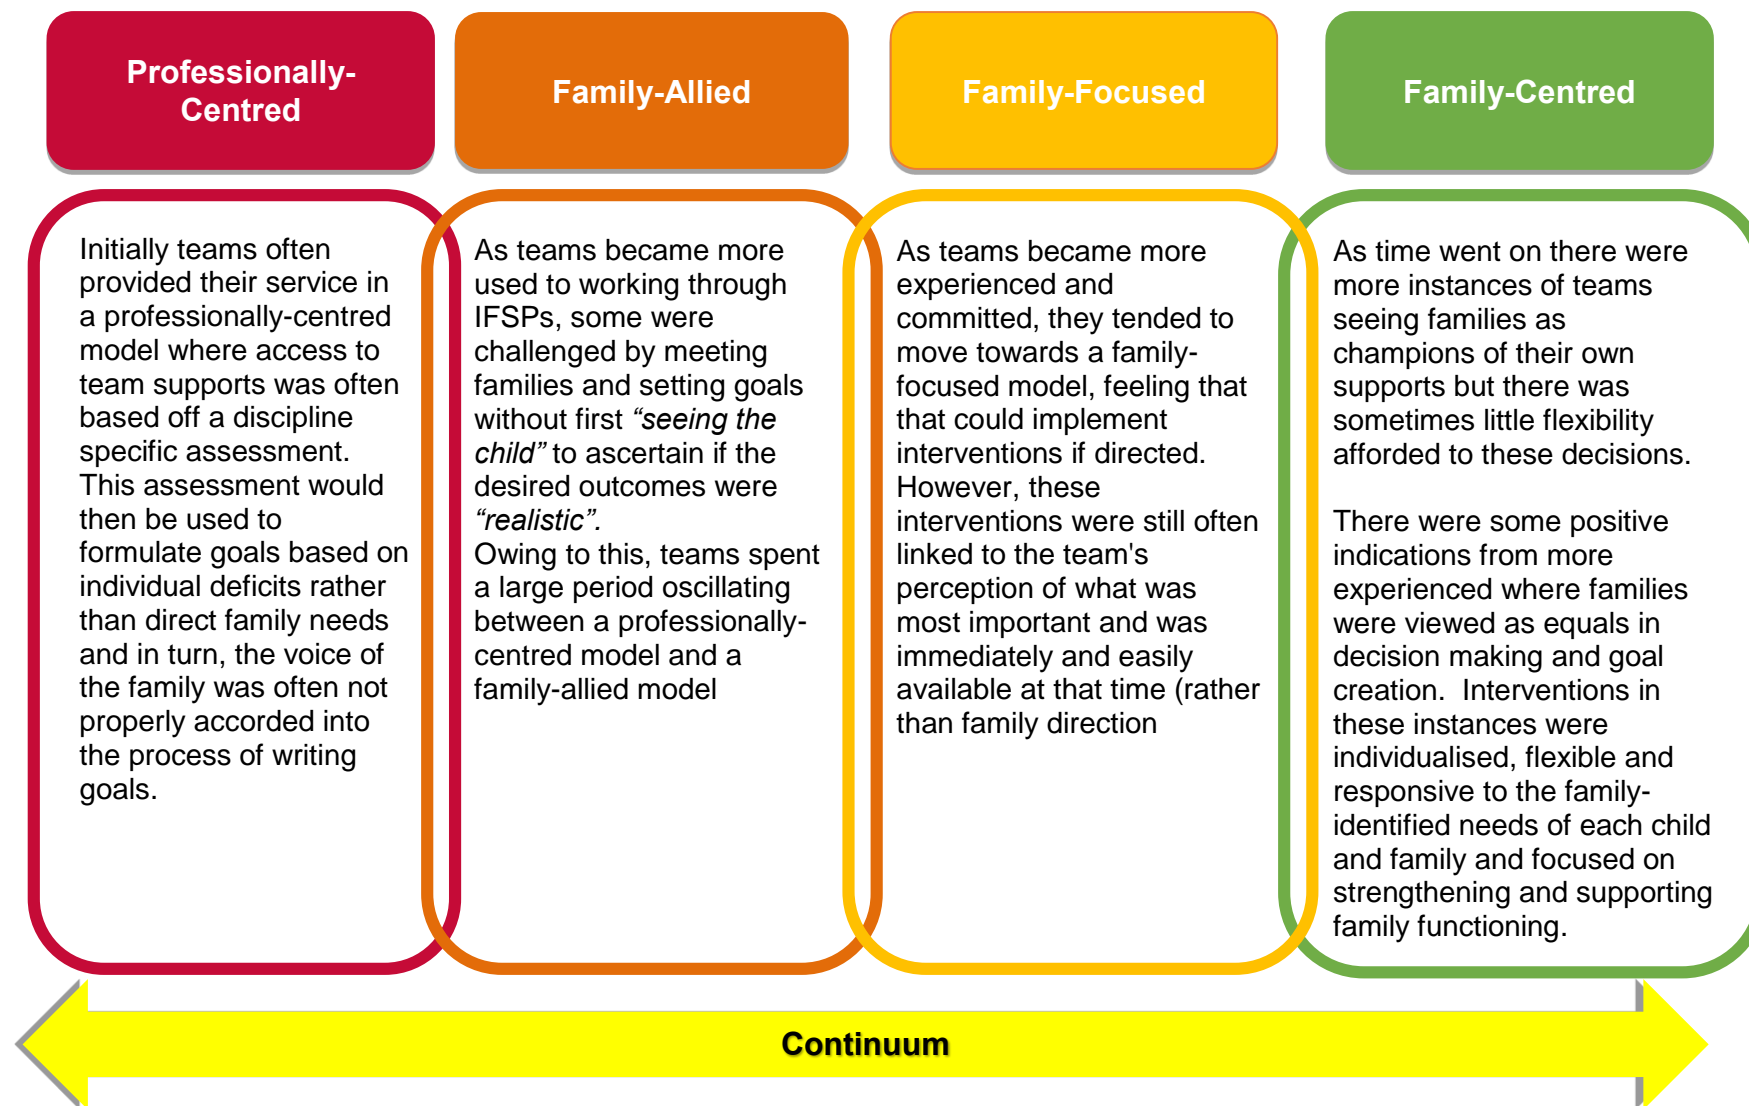 Professionally-
Centred
Family-Allied
Family-Focused
Family-Centred
Initially teams often
provided their service in
a professionally-centred
model where access to
team supports was often
based off a discipline
specific assessment.
This assessment would
then be used to
formulate goals based on
individual deficits rather
than direct family needs
and in turn, the voice of
the family was often not
properly accorded into
the process of writing
goals.
As teams became more
used to working through
IFSPs, some were
challenged by meeting
families and setting goals
without first “seeing the
child” to ascertain if the
desired outcomes were
“realistic”.
Owing to this, teams spent
a large period oscillating
between a professionally-
centred model and a
family-allied model
As teams became more
experienced and
committed, they tended to
move towards a family-
focused model, feeling that
that could implement
interventions if directed.
However, these
interventions were still often
linked to the team's
perception of what was
most important and was
immediately and easily
available at that time (rather
than family direction
As time went on there were
more instances of teams
seeing families as
champions of their own
supports but there was
sometimes little flexibility
afforded to these decisions.
There were some positive
indications from more
experienced where families
were viewed as equals in
decision making and goal
creation.  Interventions in
these instances were
individualised, flexible and
responsive to the family-
identified needs of each child
and family and focused on
strengthening and supporting
family functioning.
Continuum